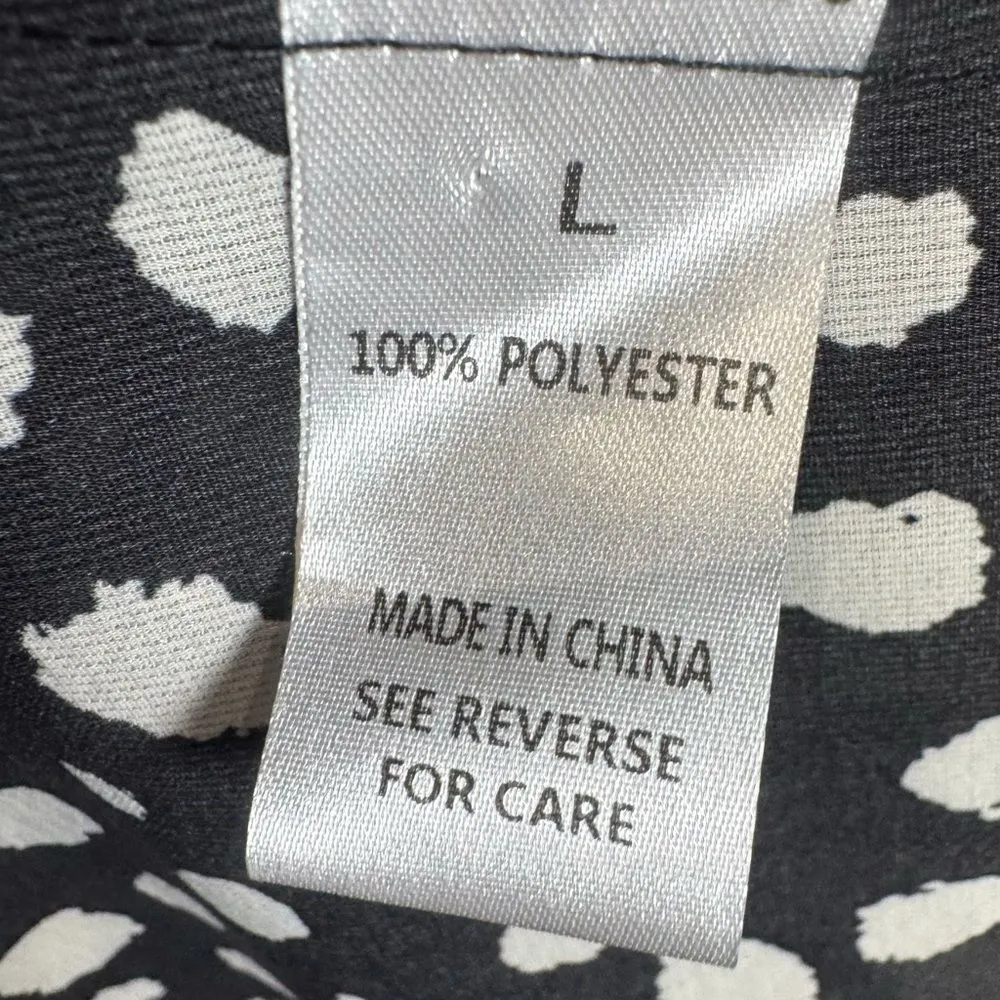 L
100% POLYESTER
MADE IN CHINA
SEE REVERSE
FOR CARE